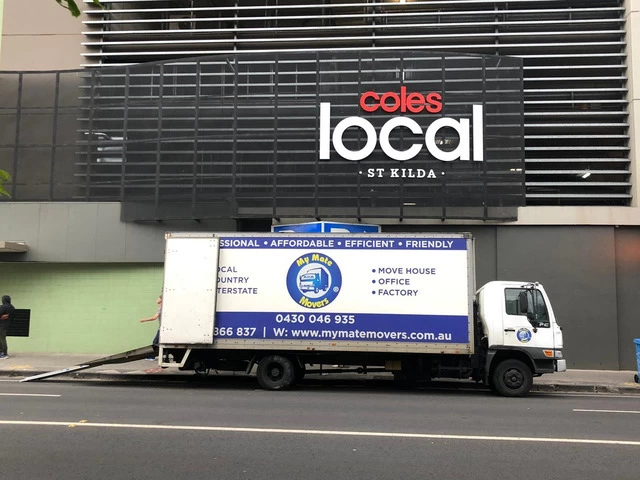 coles
local
· ST KILDA ·
SSIONAL • AFFORDABLE • EFFICIENT • FRIENDLY
OCAL
OUNTRY
TERSTATE
My Mate
Movers
®
• MOVE HOUSE
• OFFICE
• FACTORY
0430 046 935
366 837 | W: www.mymatemovers.com.au